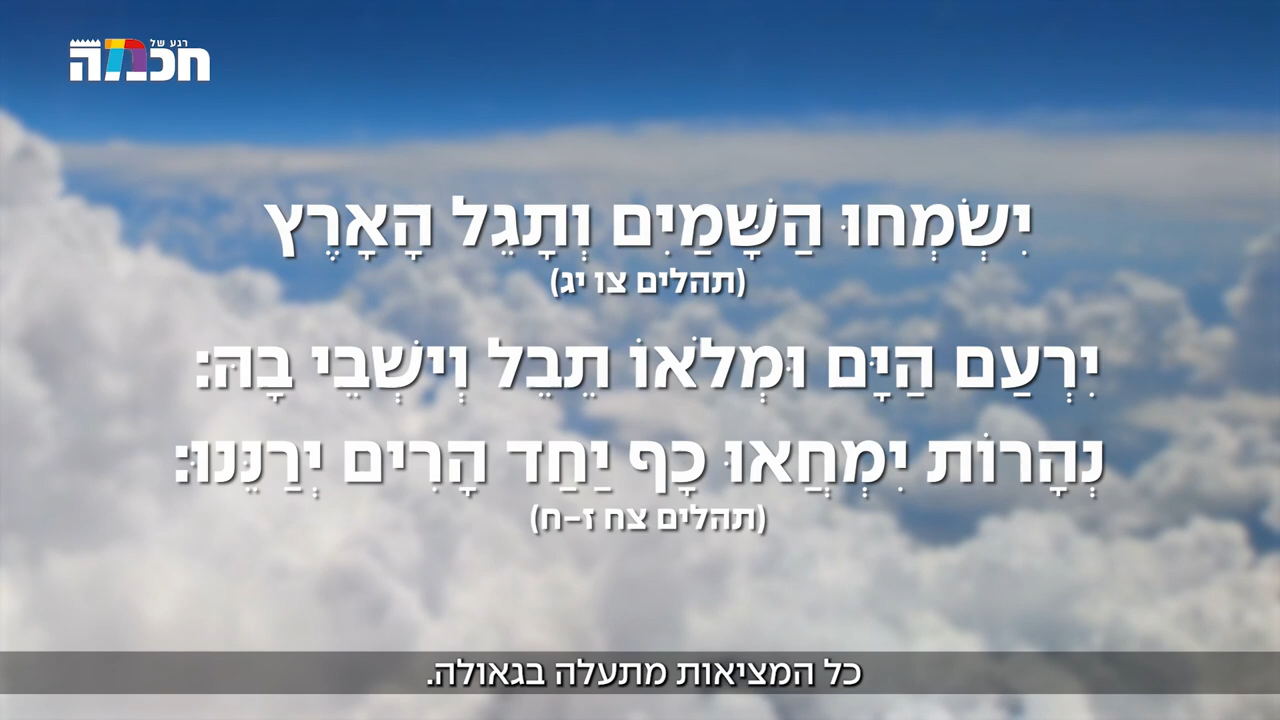 רגע של
חכמה
יִשְׂמְחוּ הַשָּׁמַיִם וְתָגֵל הָאָרֶץ
(תהלים צו יג)
יִרְעַם הַיָּם וּמְלֹאוֹ תֵּבֵל וְיֹשְׁבֵי בָהּ:
נְהָרוֹת יִמְחֲאוּ כָף יַחַד הָרִים יְרַנֵּנוּ:
(תהלים צח ז–ח)
כל המציאות מתעלה בגאולה.